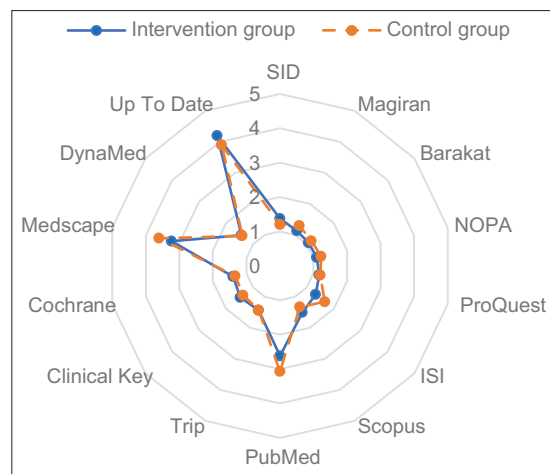 Intervention group
Control group
SID
Magiran
Barakat
NOPA
ProQuest
ISI
Scopus
PubMed
Trip
Clinical Key
Cochrane
Medscape
DynaMed
Up To Date
5
4
3
2
1
0